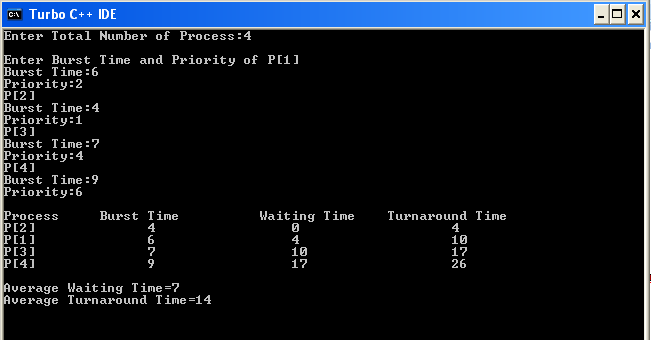 Turbo C++ IDE
Enter Total Number of Process:4
Enter Burst Time and Priority of P[1]
Burst Time:6
Priority:2
P[2]
Burst Time:4
Priority:1
P[3]
Burst Time:7
Priority:4
P[4]
Burst Time:9
Priority:6
Process Burst Time Waiting Time Turnaround Time
P[2] 4 0 4
P[1] 6 4 10
P[3] 7 10 17
P[4] 9 17 26
Average Waiting Time=7
Average Turnaround Time=14